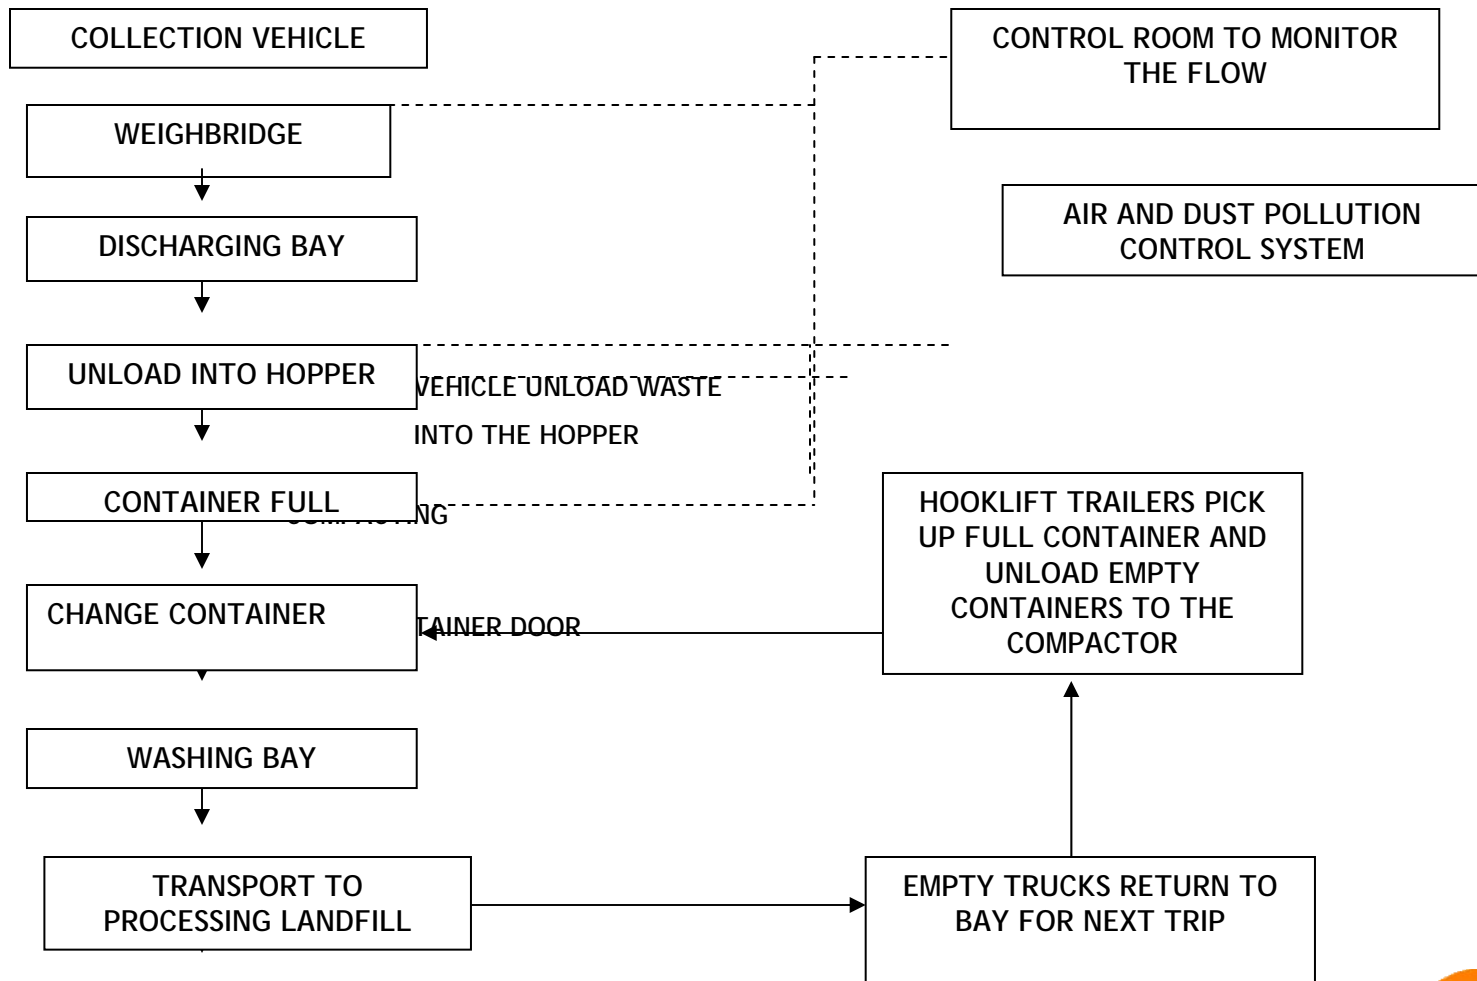 COLLECTION VEHICLE
CONTROL ROOM TO MONITOR
THE FLOW
WEIGHBRIDGE
AIR AND DUST POLLUTION
CONTROL SYSTEM
DISCHARGING BAY
UNLOAD INTO HOPPER
VEHICLE UNLOAD WASTE
INTO THE HOPPER
CONTAINER FULL
HOOKLIFT TRAILERS PICK
UP FULL CONTAINER AND
UNLOAD EMPTY
CONTAINERS TO THE
COMPACTOR
CHANGE CONTAINER
DOOR
WASHING BAY
TRANSPORT TO
PROCESSING LANDFILL
EMPTY TRUCKS RETURN TO
BAY FOR NEXT TRIP